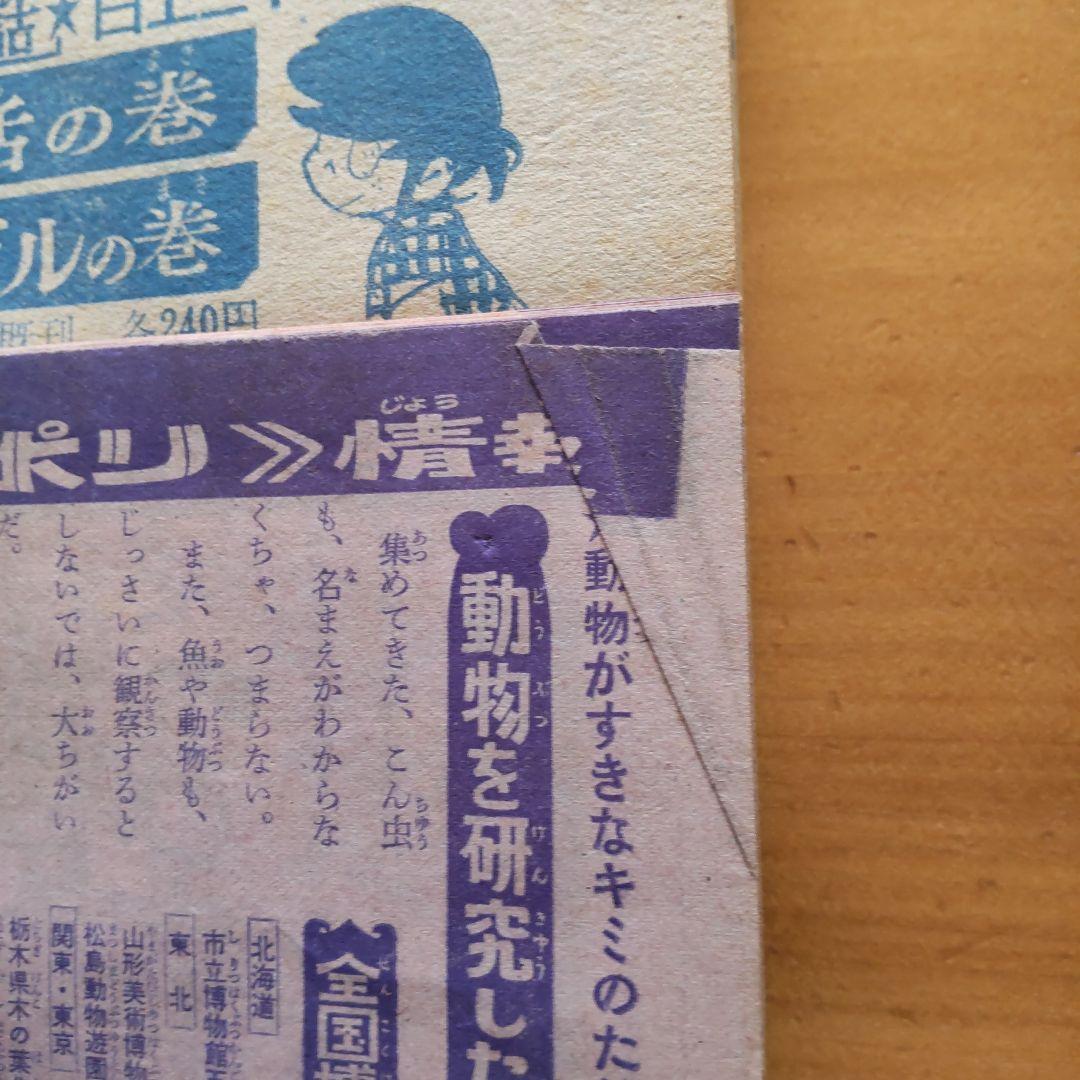 話』★白土三平
舌の巻
ルの巻
既刊 各240円
ポツ≫情報
動物がすきなキミのた
動物を研究した
集めてきた、こん虫
も、名まえがわからな
くちゃ、つまらない。
また、魚や動物も、
じっさいに観察すると
しないでは、大ちがい
だ。
全国
北海道
市立博物館
東北
山形美術博物
松島動物遊園
関東・東京
栃木県木の葉